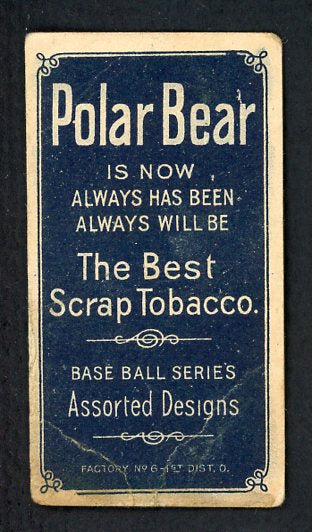 Polar Bear
IS NOW
ALWAYS HAS BEEN
ALWAYS WILL BE
The Best
Scrap Tobacco.
BASE BALL SERIE'S
Assorted Designs
FACTORY Nº 6-1ST DIST. O.